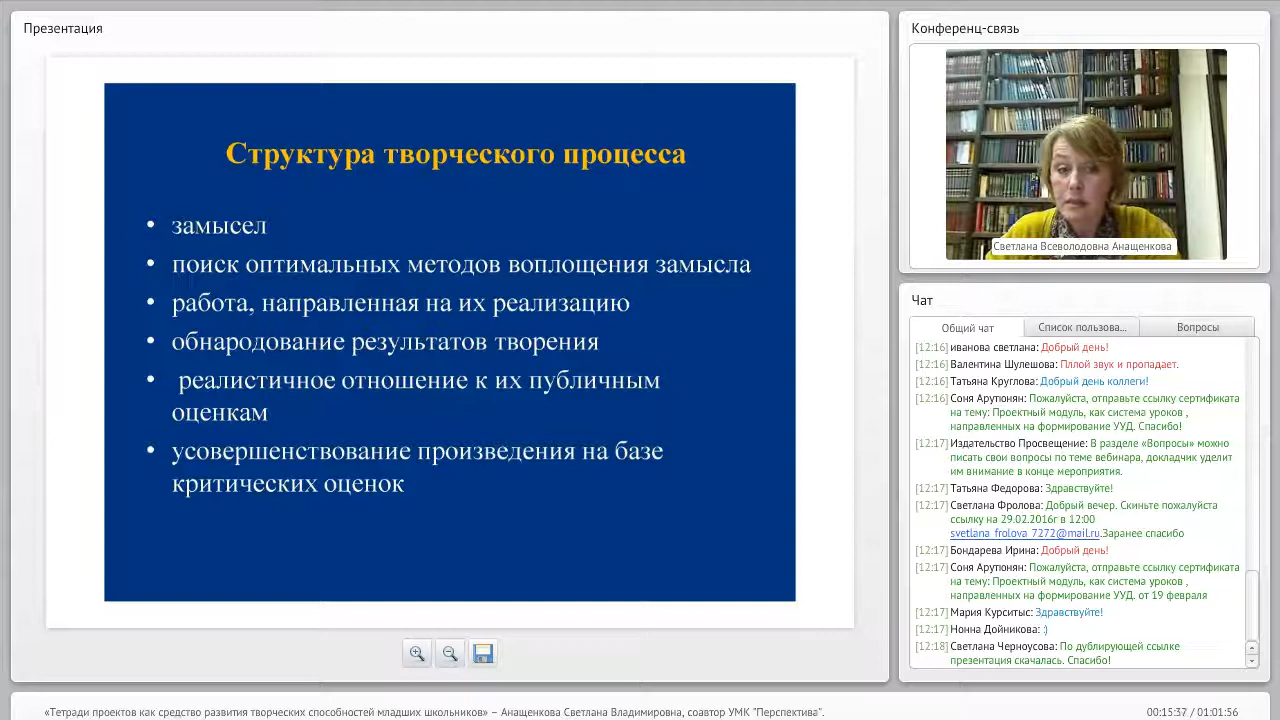 Презентация
Структура творческого процесса
• замысел
• поиск оптимальных методов воплощения замысла
• работа, направленная на их реализацию
• обнародование результатов творения
• реалистичное отношение к их публичным
оценкам
• усовершенствование произведения на базе
критических оценок
Конференц-связь
Светлана Всеволодовна Анащенкова
Чат
Общий чат
Список пользова...
Вопросы
[12:16] иванова светлана: Добрый день!
[12:16] Валентина Шулешова: Пллой звук и пропадает.
[12:16] Татьяна Круглова: Добрый день коллеги!
[12:16] Соня Арутюнян: Пожалуйста, отправьте ссылку сертификата
на тему: Проектный модуль, как система уроков ,
направленных на формирование УУД. Спасибо!
[12:17] Издательство Просвещение: В разделе «Вопросы» можно
писать свои вопросы по теме вебинара, докладчик уделит
им внимание в конце мероприятия.
[12:17] Татьяна Федорова: Здравствуйте!
[12:17] Светлана Фролова: Добрый вечер. Скиньте пожалуйста
ссылку на 29.02.2016г в 12:00
svetlana_frolova_7272@mail.ru.Заранее спасибо
[12:17] Бондарева Ирина: Добрый день!
[12:17] Соня Арутюнян: Пожалуйста, отправьте ссылку сертификата
на тему: Проектный модуль, как система уроков ,
направленных на формирование УУД. от 19 февраля
[12:17] Мария Курситыс: Здравствуйте!
[12:17] Нонна Дойникова: :)
[12:18] Светлана Черноусова: По дублирующей ссылке
презентация скачалась. Спасибо!
«Тетради проектов как средство развития творческих способностей младших школьников» – Анащенкова Светлана Владимировна, соавтор УМК "Перспектива".
00:15:37 / 01:01:56